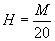 H = M/20